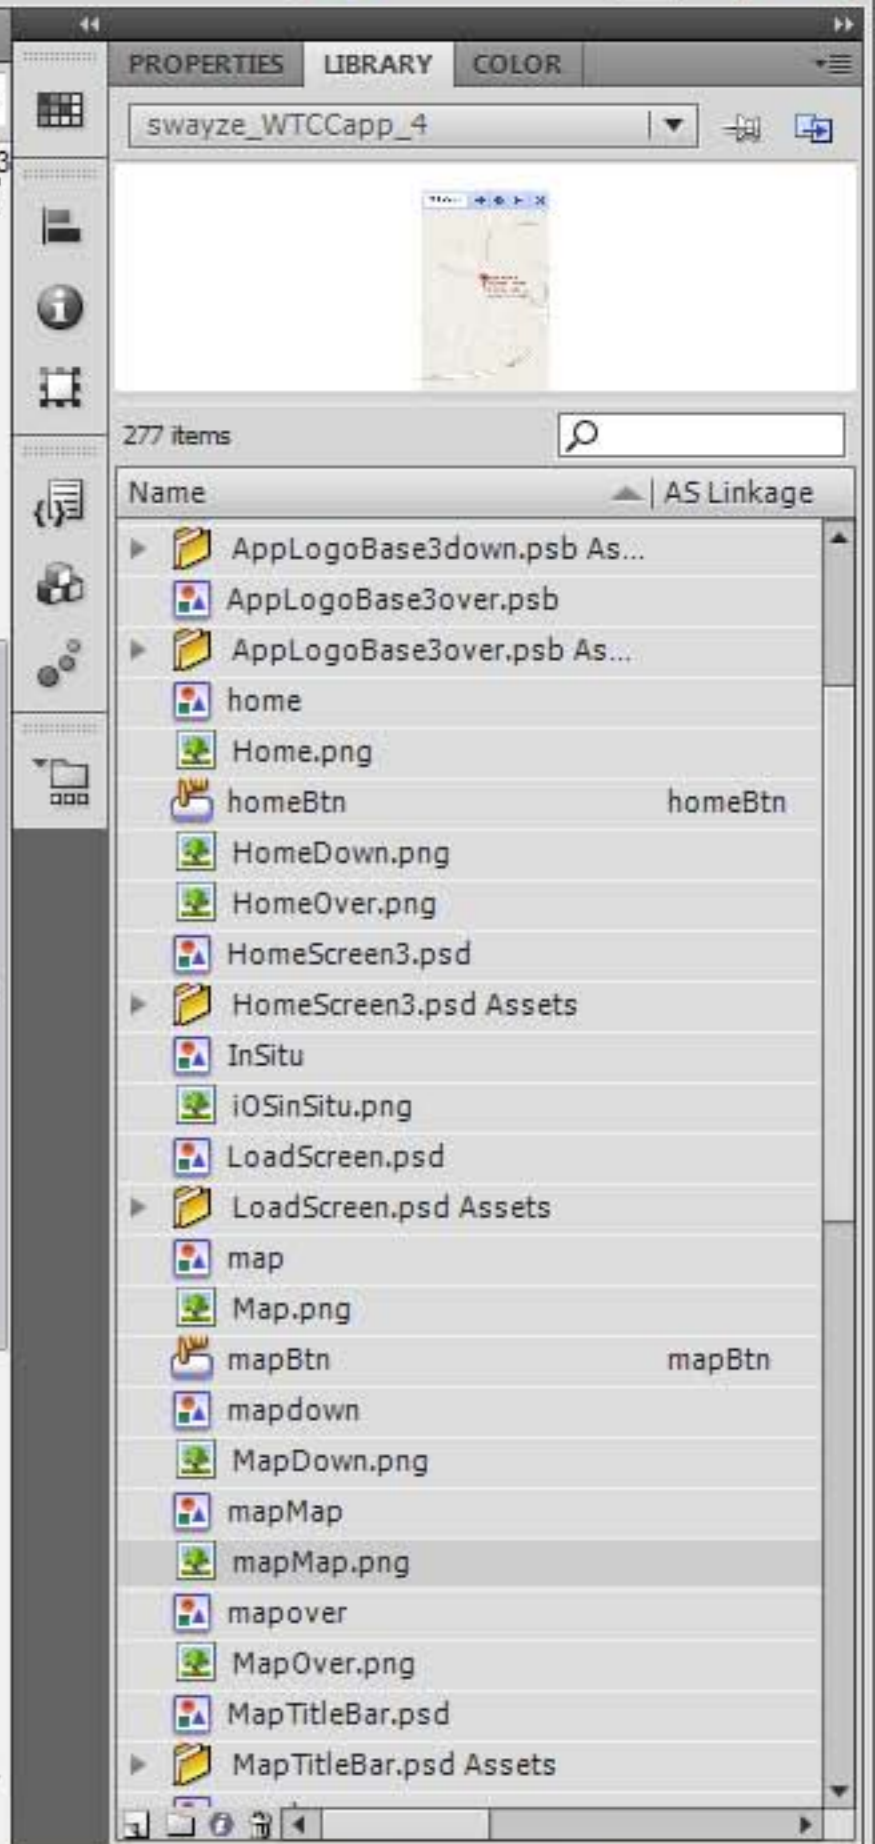 PROPERTIES LIBRARY COLOR
swayze_WTCCapp_4
277 items
Name AS Linkage
AppLogoBase3down.psb As...
AppLogoBase3over.psb
AppLogoBase3over.psb As...
home
Home.png
homeBtn homeBtn
HomeDown.png
HomeOver.png
HomeScreen3.psd
HomeScreen3.psd Assets
InSitu
iOSinSitu.png
LoadScreen.psd
LoadScreen.psd Assets
map
Map.png
mapBtn mapBtn
mapdown
MapDown.png
mapMap
mapMap.png
mapover
MapOver.png
MapTitleBar.psd
MapTitleBar.psd Assets